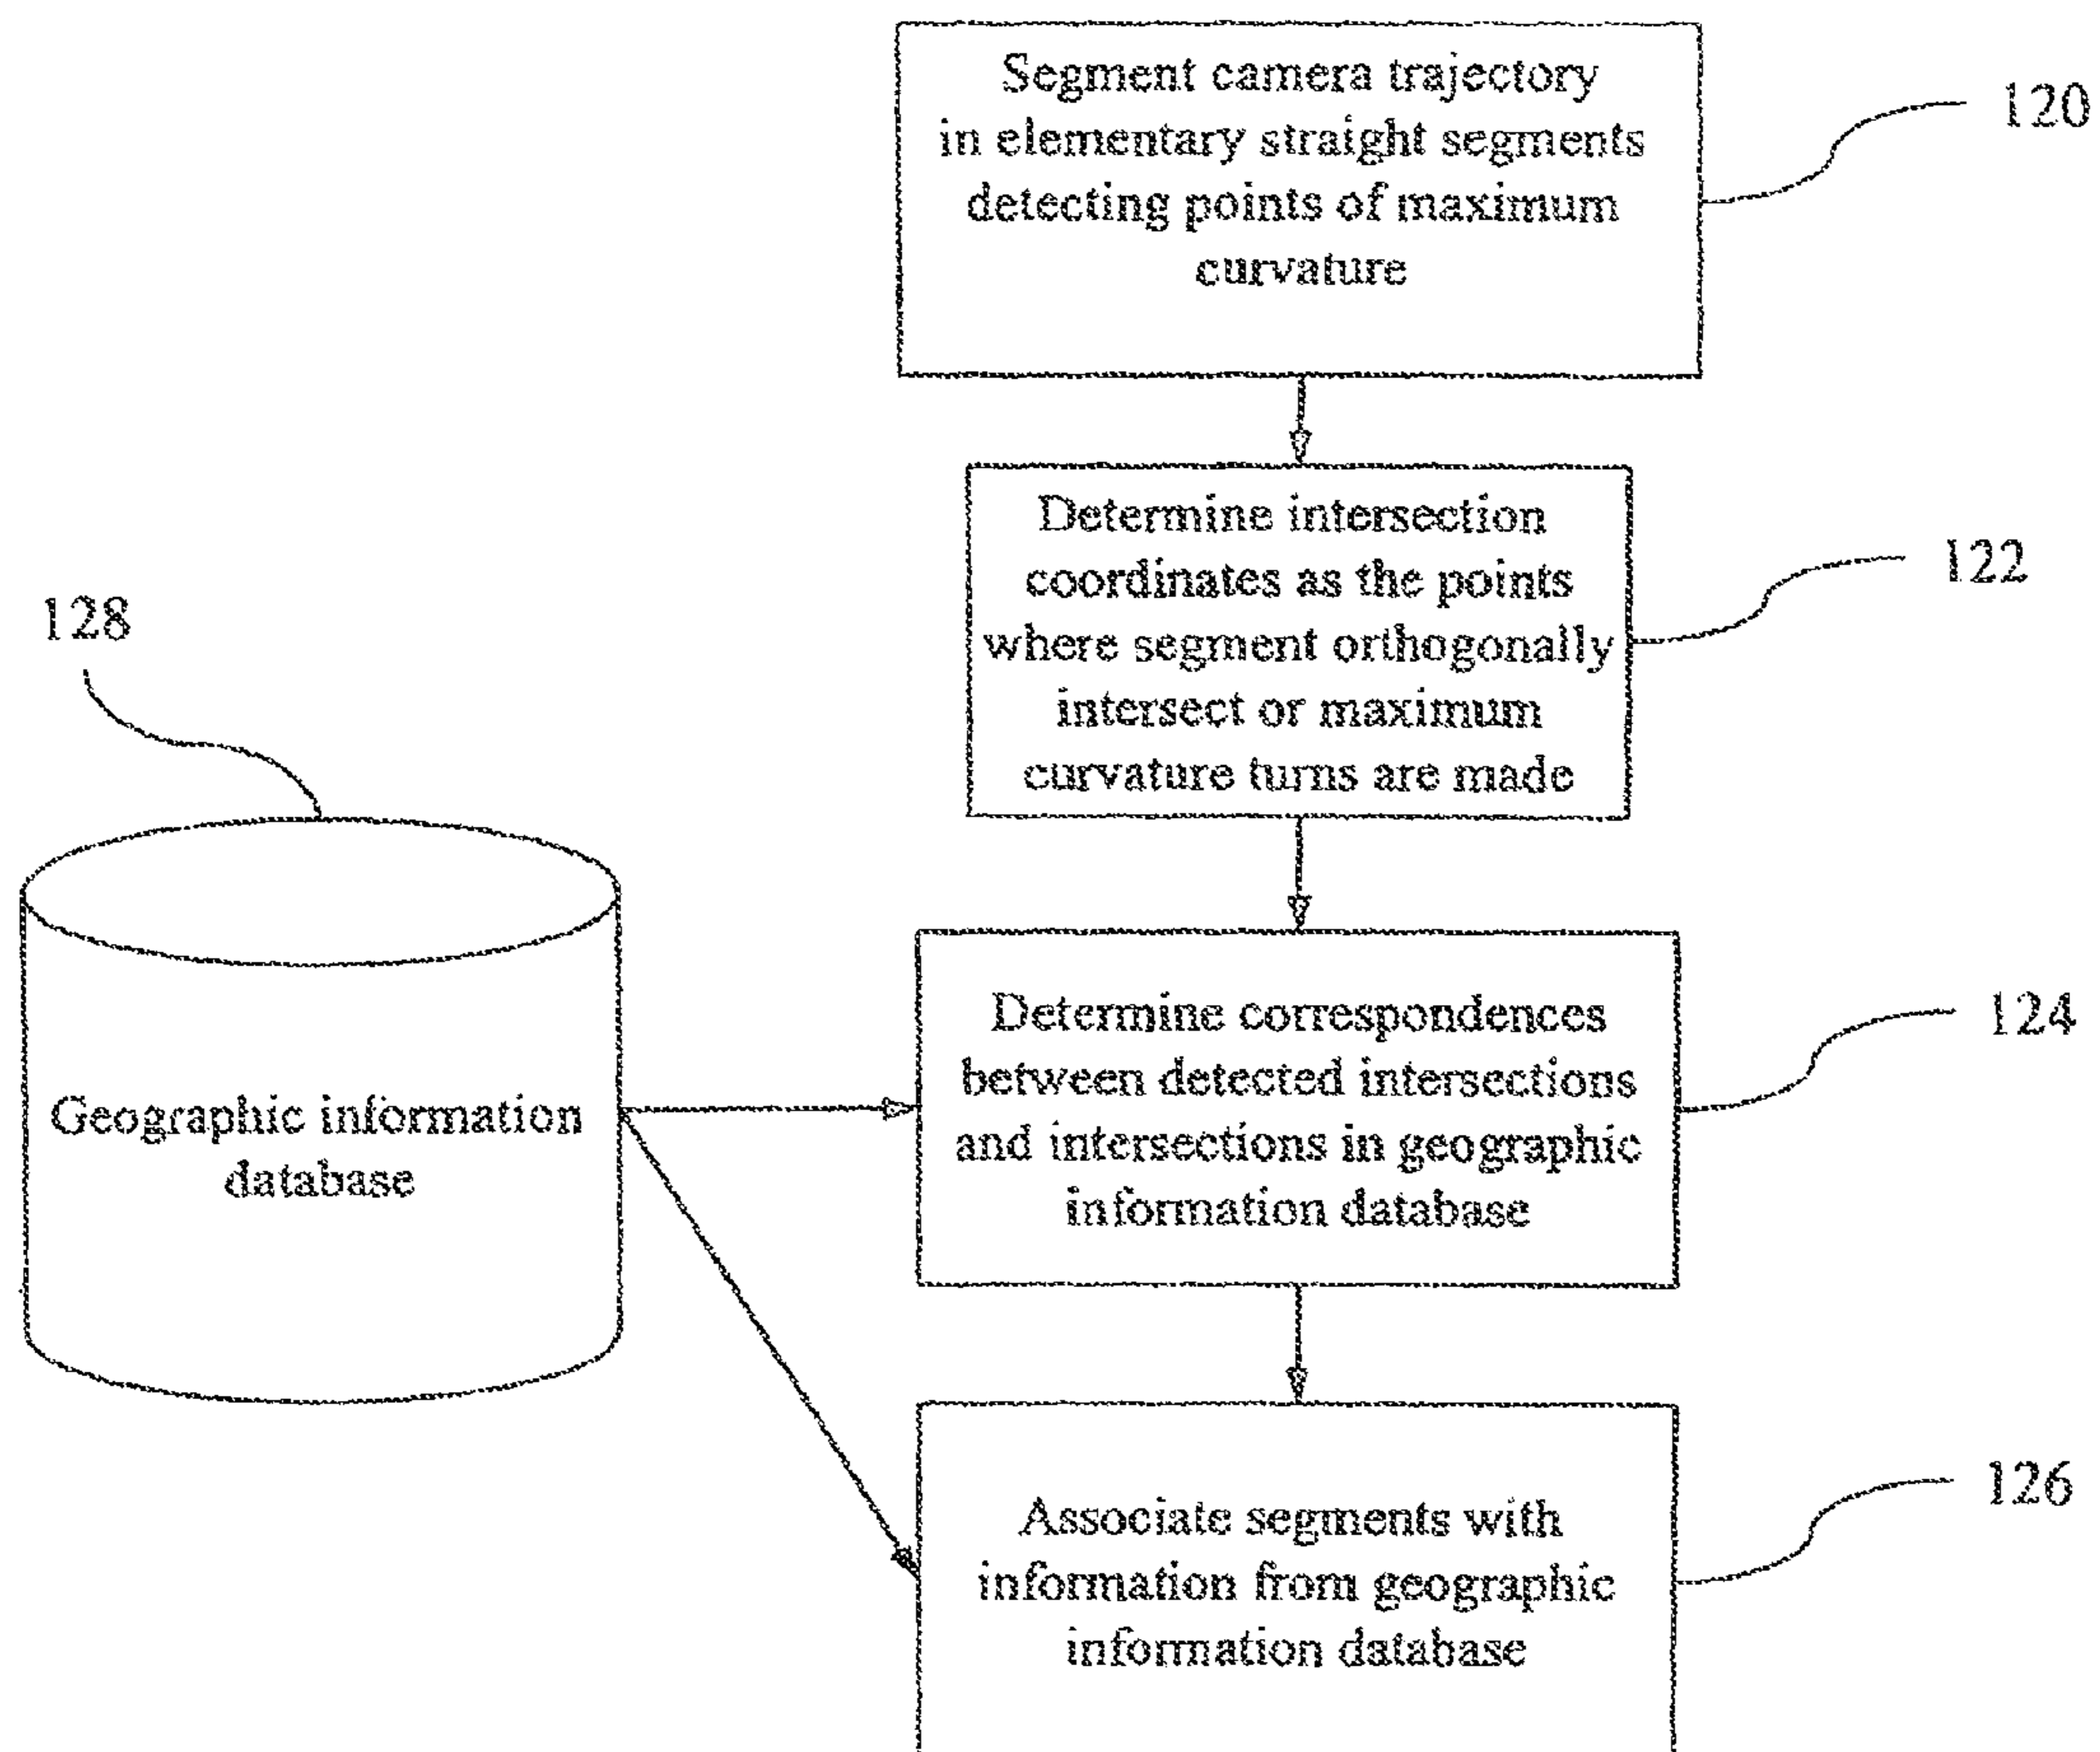 Segment camera trajectory
in elementary straight segments
detecting points of maximum
curvature
120
Determine intersection
coordinates as the points
where segment orthogonally
intersect or maximum
curvature turns are made
122
128
Geographic information
database
Determine correspondences
between detected intersections
and intersections in geographic
information database
124
Associate segments with
information from geographic
information database
126